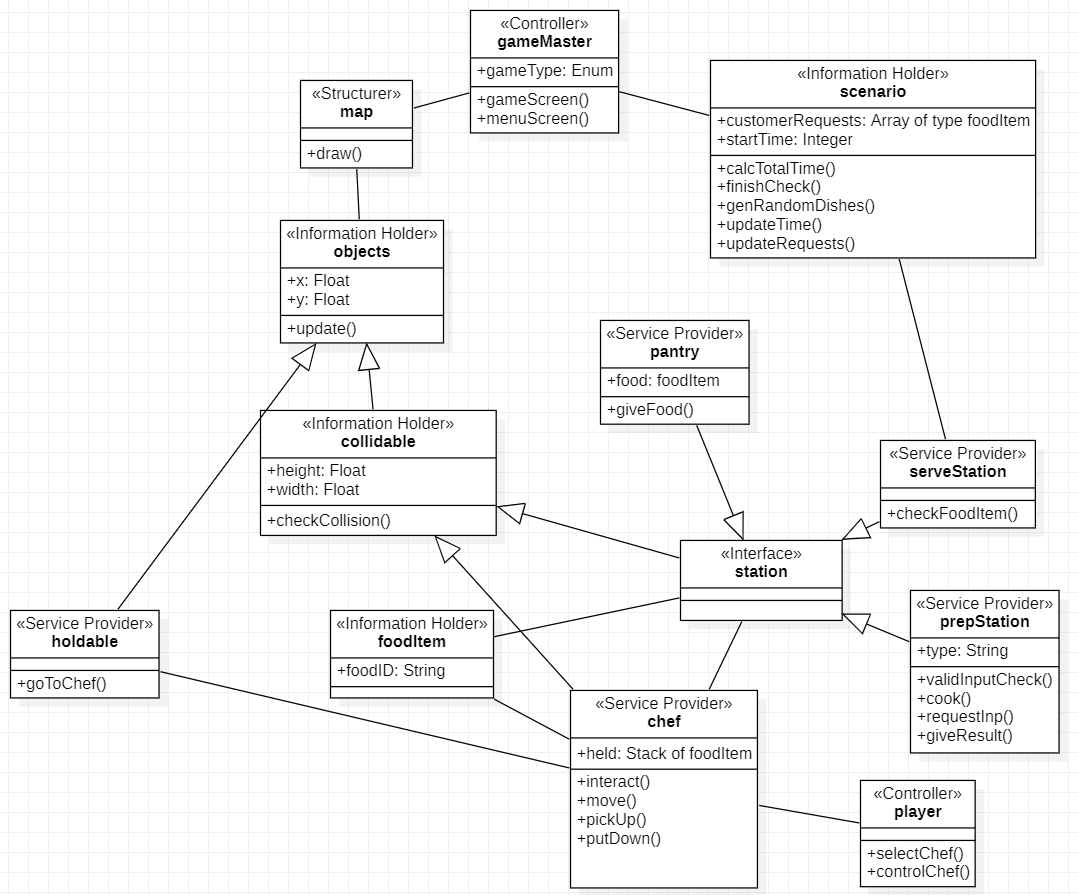 «Controller»
gameMaster
+gameType: Enum
+gameScreen()
+menuScreen()
«Structurer»
map
+draw()
«Information Holder»
scenario
+customerRequests: Array of type foodItem
+startTime: Integer
+calcTotalTime()
+finishCheck()
+genRandomDishes()
+updateTime()
+updateRequests()
«Information Holder»
objects
+x: Float
+y: Float
+update()
«Service Provider»
pantry
+food: foodItem
+giveFood()
«Information Holder»
collidable
+height: Float
+width: Float
+checkCollision()
«Service Provider»
serveStation
+checkFoodItem()
«Interface»
station
«Service Provider»
holdable
+goToChef()
«Information Holder»
foodItem
+foodID: String
«Service Provider»
prepStation
+type: String
+validInputCheck()
+cook()
+requestInp()
+giveResult()
«Service Provider»
chef
+held: Stack of foodItem
+interact()
+move()
+pickUp()
+putDown()
«Controller»
player
+selectChef()
+controlChef()